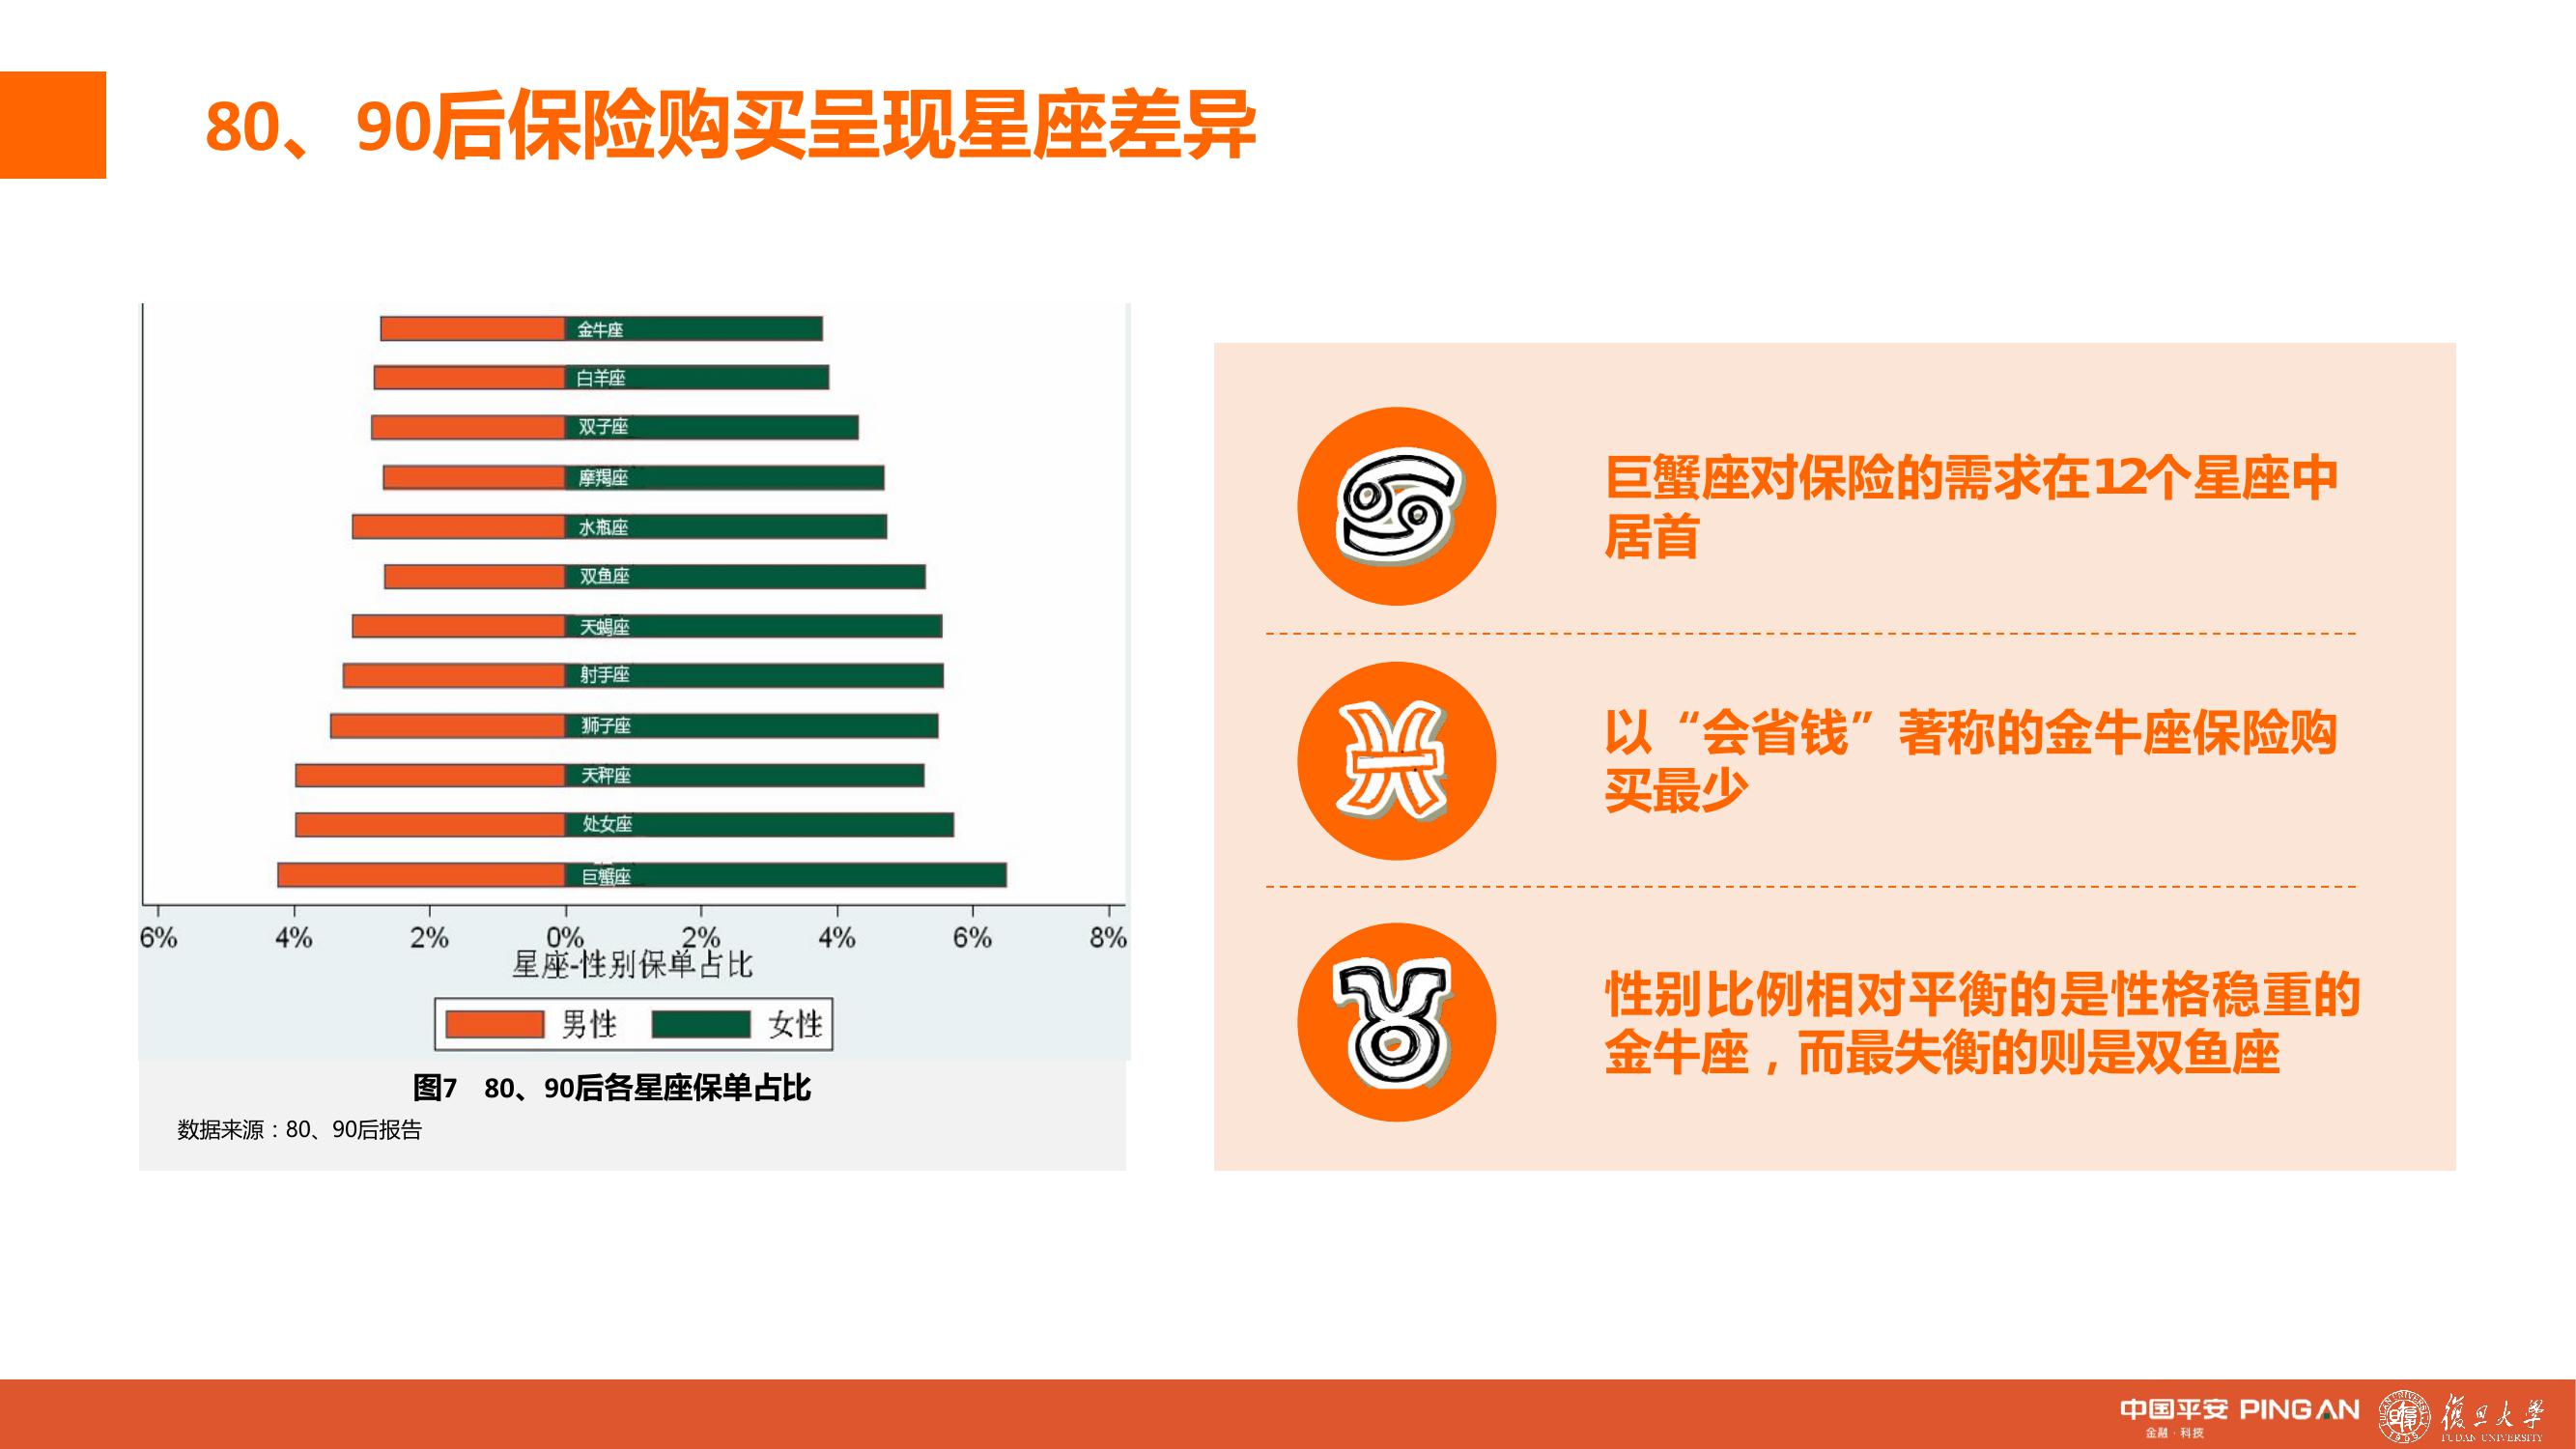 80、90后保险购买呈现星座差异
金牛座
白羊座
双子座
摩羯座
水瓶座
双鱼座
天蝎座
射手座
狮子座
天秤座
处女座
巨蟹座
6% 4% 2% 0% 2% 4% 6% 8%
星座-性别保单占比
男性 女性
图7 80、90后各星座保单占比
数据来源：80、90后报告
巨蟹座对保险的需求在12个星座中
居首
以“会省钱”著称的金牛座保险购
买最少
性别比例相对平衡的是性格稳重的
金牛座，而最失衡的则是双鱼座
中国平安 PING AN
金融·科技
復旦大學
FUDAN UNIVERSITY